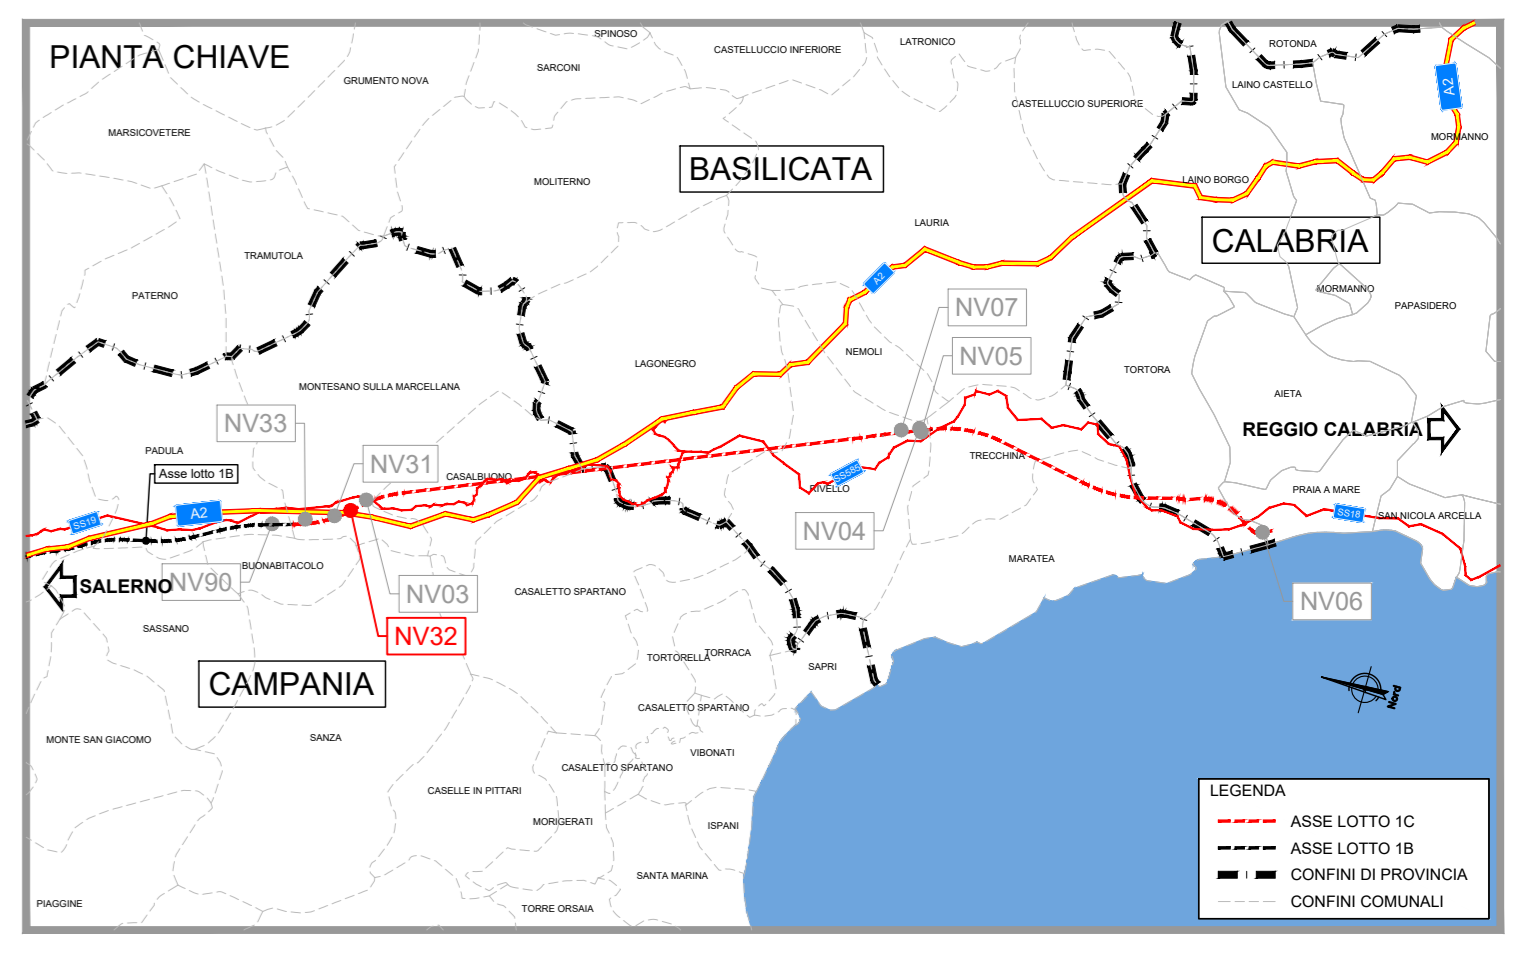 PIANTA CHIAVE
SPINOSO
CASTELLUCCIO INFERIORE
LATRONICO
ROTONDA
GRUMENTO NOVA
SARCONI
LAINO CASTELLO
A2
CASTELLUCCIO SUPERIORE
MARSICOVETERE
MORMANNO
BASILICATA
MOLITERNO
LAINO BORGO
LAURIA
CALABRIA
TRAMUTOLA
A2
PATERNO
MORMANNO
PAPASIDERO
NV07
NEMOLI
NV05
LAGONEGRO
TORTORA
MONTESANO SULLA MARCELLANA
AIETA
NV33
REGGIO CALABRIA
PADULA
NV31
TRECCHINA
Asse lotto 1B
CASALBUONO
SS585
RIVELLO
PRAIA A MARE
A2
SS19
SS18
SAN NICOLA ARCELLA
NV04
MARATEA
BUONABITACOLO
SALERNO
NV90
NV03
CASALETTO SPARTANO
NV06
SASSANO
NV32
TORTORELLA
TORRACA
SAPRI
CAMPANIA
Nord
CASALETTO SPARTANO
MONTE SAN GIACOMO
SANZA
VIBONATI
CASALETTO SPARTANO
CASELLE IN PITTARI
MORIGERATI
ISPANI
SANTA MARINA
PIAGGINE
TORRE ORSAIA
LEGENDA
ASSE LOTTO 1C
ASSE LOTTO 1B
CONFINI DI PROVINCIA
CONFINI COMUNALI